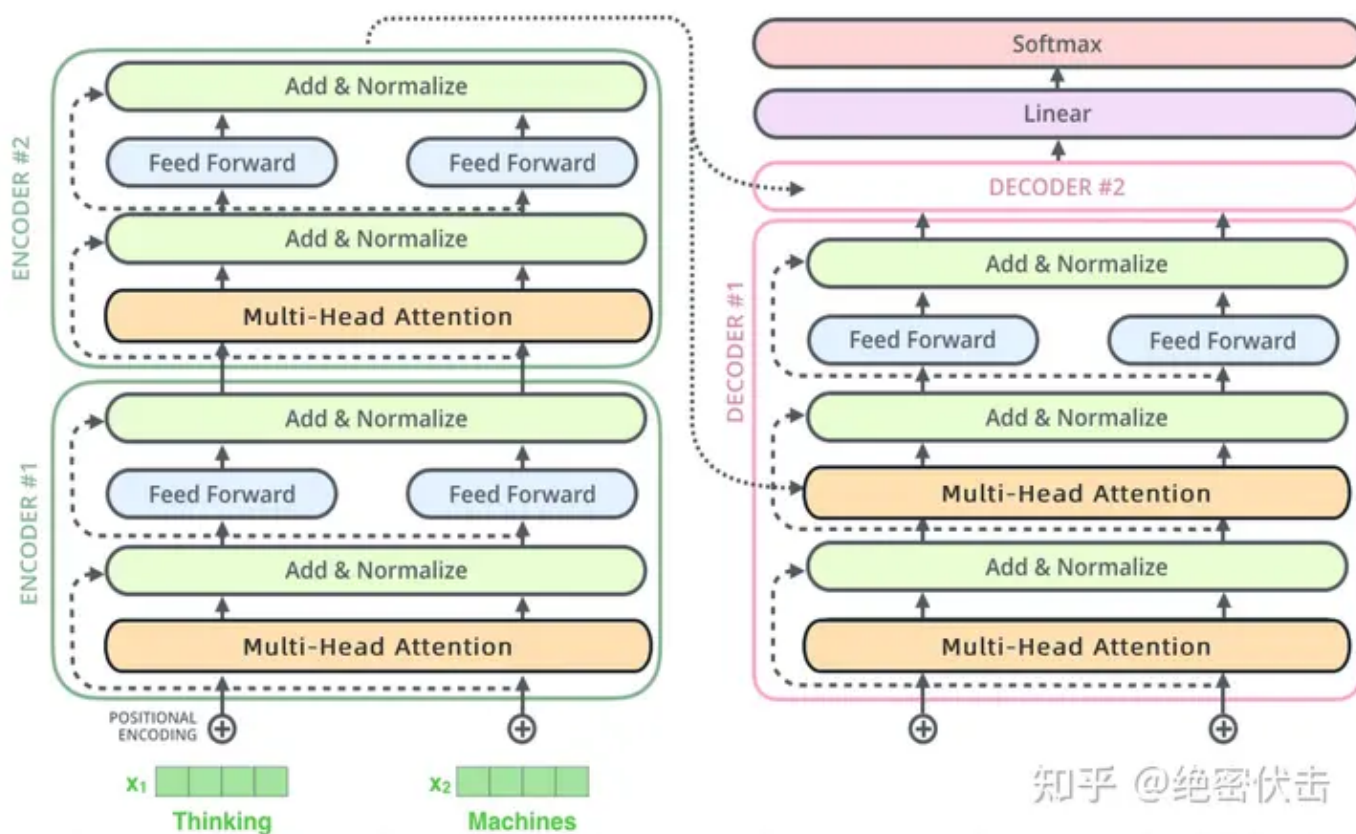 ENCODER #2
Add & Normalize
Feed Forward
Feed Forward
Add & Normalize
Multi-Head Attention
ENCODER #1
Add & Normalize
Feed Forward
Feed Forward
Add & Normalize
Multi-Head Attention
POSITIONAL
ENCODING
x1
Thinking
x2
Machines
Softmax
Linear
DECODER #2
DECODER #1
Add & Normalize
Feed Forward
Feed Forward
Add & Normalize
Multi-Head Attention
Add & Normalize
Multi-Head Attention
知乎 @绝密伏击